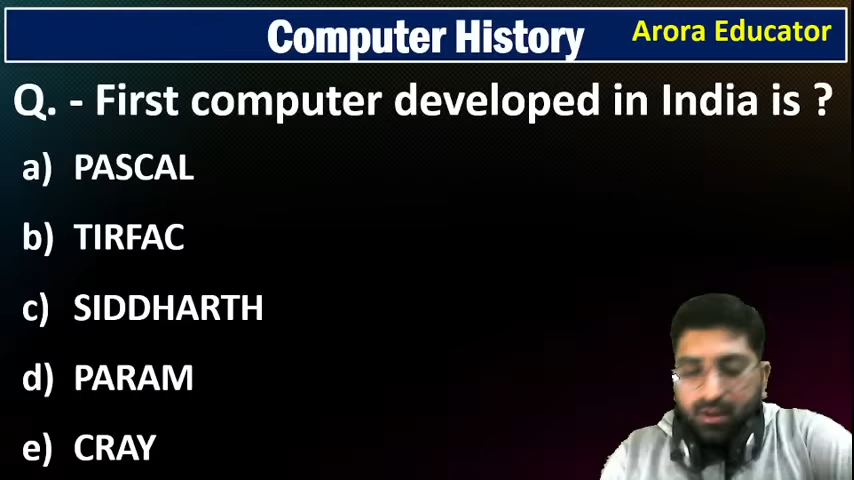 Computer History
Arora Educator
Q. - First computer developed in India is ?
a) PASCAL
b) TIRFAC
c) SIDDHARTH
d) PARAM
e) CRAY